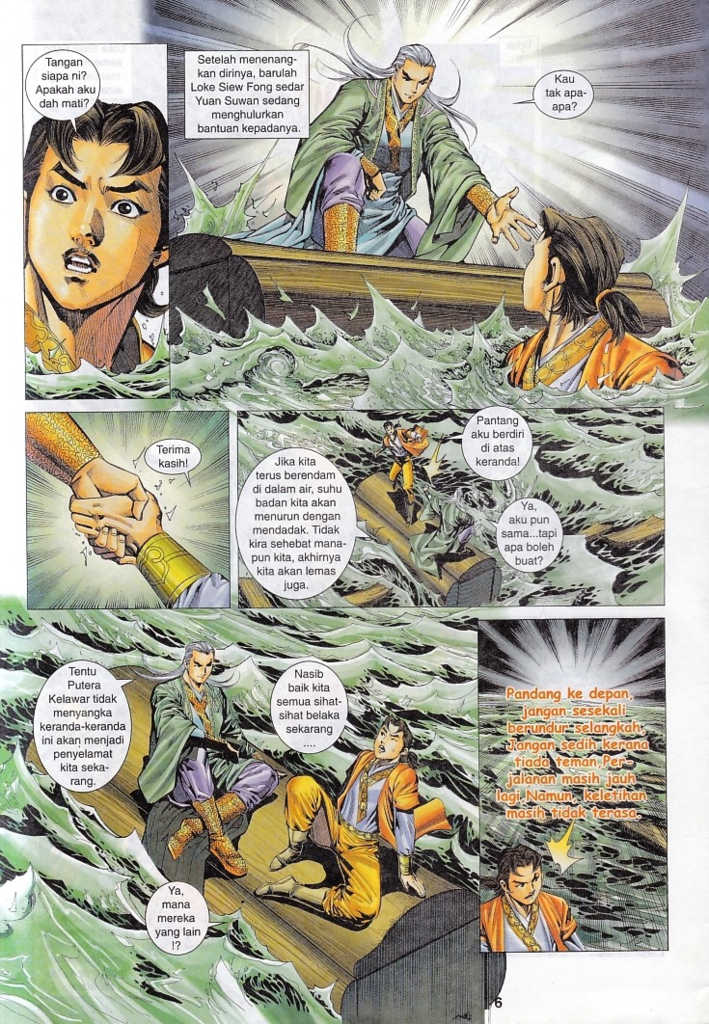 Tangan
siapa ni?
Apakah aku
dah mati?
Setelah menenang-
kan dirinya, barulah
Loke Siew Fong sedar
Yuan Suwan sedang
menghulurkan
bantuan kepadanya.
Kau
tak apa-
apa?
Terima
kasih!
Jika kita
terus berendam
di dalam air, suhu
badan kita akan
menurun dengan
mendadak. Tidak
kira sehebat mana-
pun kita, akhirnya
kita akan lemas
juga.
Pantang
aku berdiri
di atas
keranda!
Ya,
aku pun
sama...tapi
apa boleh
buat?
Tentu
Putera
Kelawar tidak
menyangka
keranda-keranda
ini akan menjadi
penyelamat
kita seka-
rang.
Nasib
baik kita
semua sihat-
sihat belaka
sekarang
....
Ya,
mana
mereka
yang lain
!?
Pandang ke depan,
jangan sesekali
berundur selangkah.
Jangan sedih kerana
tiada teman,Per-
jalanan masih jauh
lagi Namun, keletihan
masih tidak terasa.
6